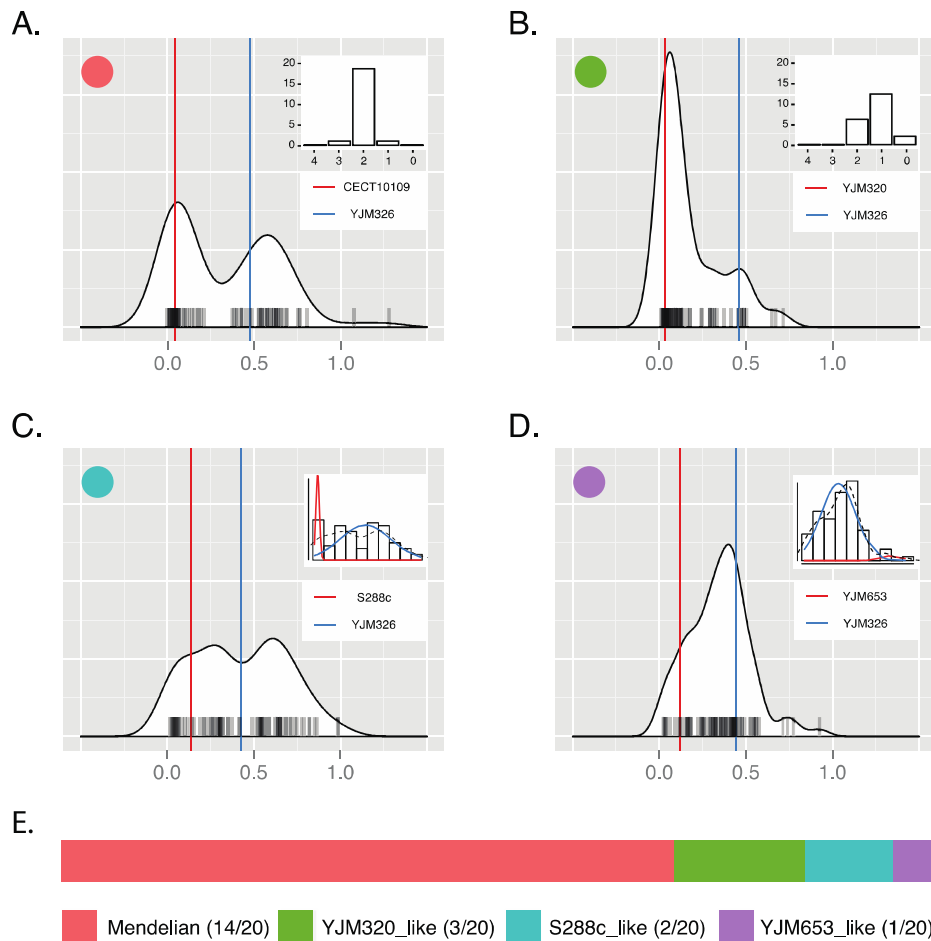 A.
20
15
10
5
0
4 3 2 1 0
CECT10109
YJM326
0.0 0.5 1.0
B.
20
15
10
5
0
4 3 2 1 0
YJM320
YJM326
0.0 0.5 1.0
C.
S288c
YJM326
0.0 0.5 1.0
D.
YJM653
YJM326
0.0 0.5 1.0
E.
Mendelian (14/20) YJM320_like (3/20) S288c_like (2/20) YJM653_like (1/20)